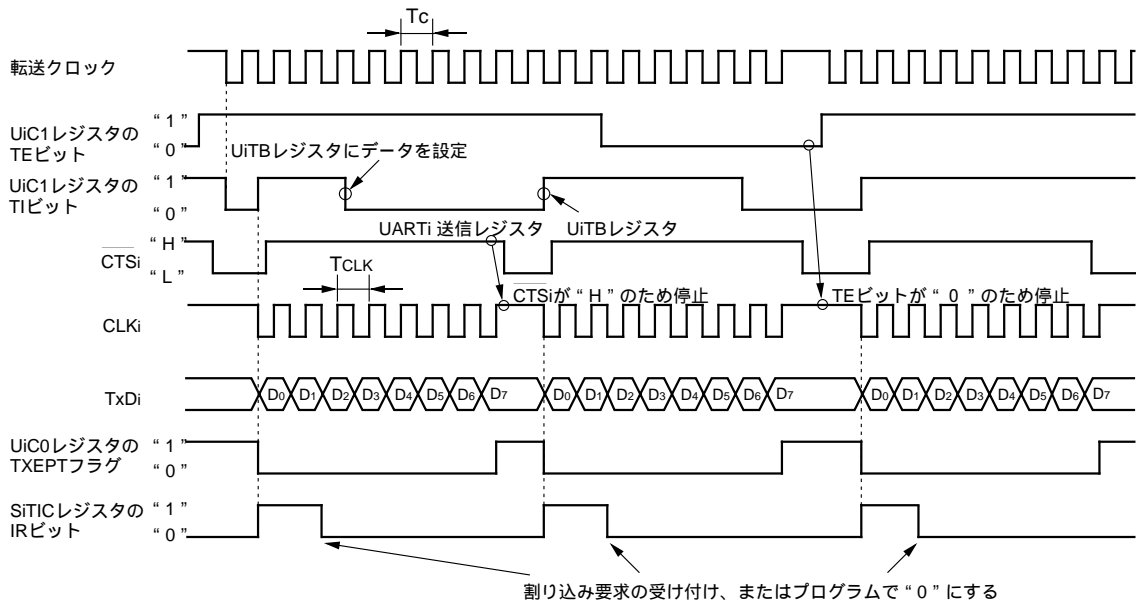 Tc
転送クロック
UiC1レジスタの
TEビット
“ 1 ”
“ 0 ”
UiTBレジスタにデータを設定
UiC1レジスタの
TIビット
“ 1 ”
“ 0 ”
UARTi 送信レジスタ
UiTBレジスタ
CTSi
“ H ”
“ L ”
TCLK
CTSiが “ H ” のため停止
TEビットが “ 0 ” のため停止
CLKi
TxDi
D0 D1 D2 D3 D4 D5 D6 D7 D0 D1 D2 D3 D4 D5 D6 D7 D0 D1 D2 D3 D4 D5 D6 D7
UiC0レジスタの
TXEPTフラグ
“ 1 ”
“ 0 ”
SiTICレジスタの
IRビット
“ 1 ”
“ 0 ”
割り込み要求の受け付け、またはプログラムで “ 0 ” にする